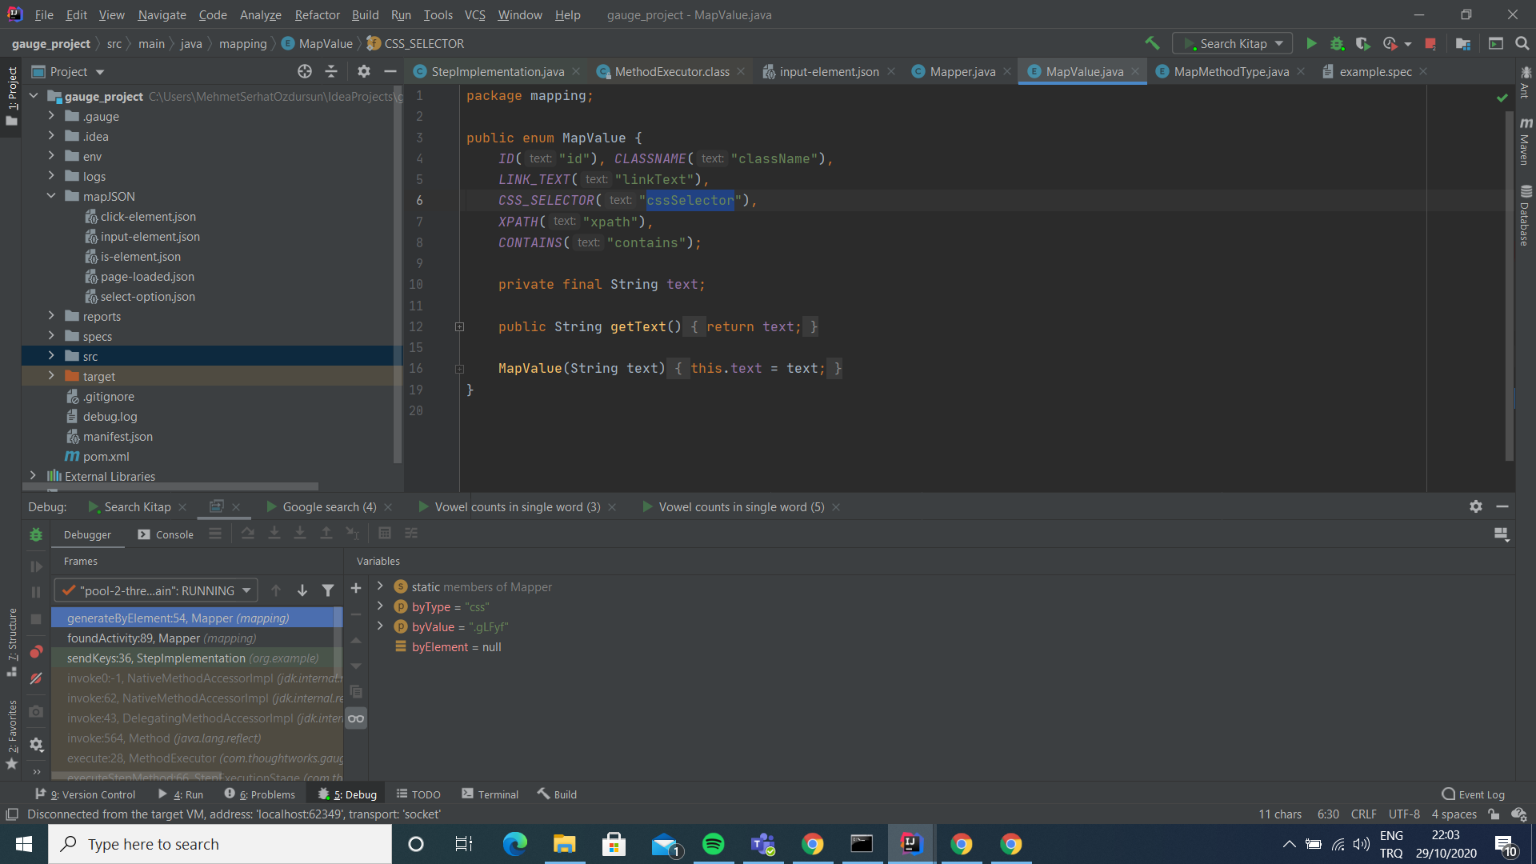 File Edit View Navigate Code Analyze Refactor Build Run Tools VCS Window Help gauge_project - MapValue.java
gauge_project src main java mapping MapValue CSS_SELECTOR Search Kitap
Project StepImplementation.java MethodExecutor.class input-element.json Mapper.java MapValue.java MapMethodType.java example.spec
1: Project
gauge_project C:\Users\MehmetSerhatOzdursun\IdeaProjects\g
.gauge
.idea
env
logs
mapJSON
click-element.json
input-element.json
is-element.json
page-loaded.json
select-option.json
reports
specs
src
target
.gitignore
debug.log
manifest.json
pom.xml
External Libraries
1 package mapping;
2
3 public enum MapValue {
4 ID( text: "id"), CLASSNAME( text: "className"),
5 LINK_TEXT( text: "linkText"),
6 CSS_SELECTOR( text: "cssSelector"),
7 XPATH( text: "xpath"),
8 CONTAINS( text: "contains");
9
10 private final String text;
11
12 public String getText() { return text; }
15
16 MapValue(String text) { this.text = text; }
19 }
20
Ant
Maven
Database
Debug: Search Kitap Google search (4) Vowel counts in single word (3) Vowel counts in single word (5)
Debugger Console
Frames Variables
"pool-2-thre...ain": RUNNING
generateByElement:54, Mapper (mapping)
foundActivity:89, Mapper (mapping)
sendKeys:36, StepImplementation (org.example)
invoke0:-1, NativeMethodAccessorImpl (jdk.internal.
invoke:62, NativeMethodAccessorImpl (jdk.internal.re
invoke:43, DelegatingMethodAccessorImpl (jdk.inter
invoke:564, Method (java.lang.reflect)
execute:28, MethodExecutor (com.thoughtworks.gaug
executeStepMethod:66, StepExecutionStage (com.th
static members of Mapper
byType = "css"
byValue = ".gLFyf"
byElement = null
7: Structure
2: Favorites
9: Version Control 4: Run 6: Problems 5: Debug TODO Terminal Build Event Log
Disconnected from the target VM, address: 'localhost:62349', transport: 'socket' 11 chars 6:30 CRLF UTF-8 4 spaces
Type here to search 1 ENG 22:03
TRQ 29/10/2020 10